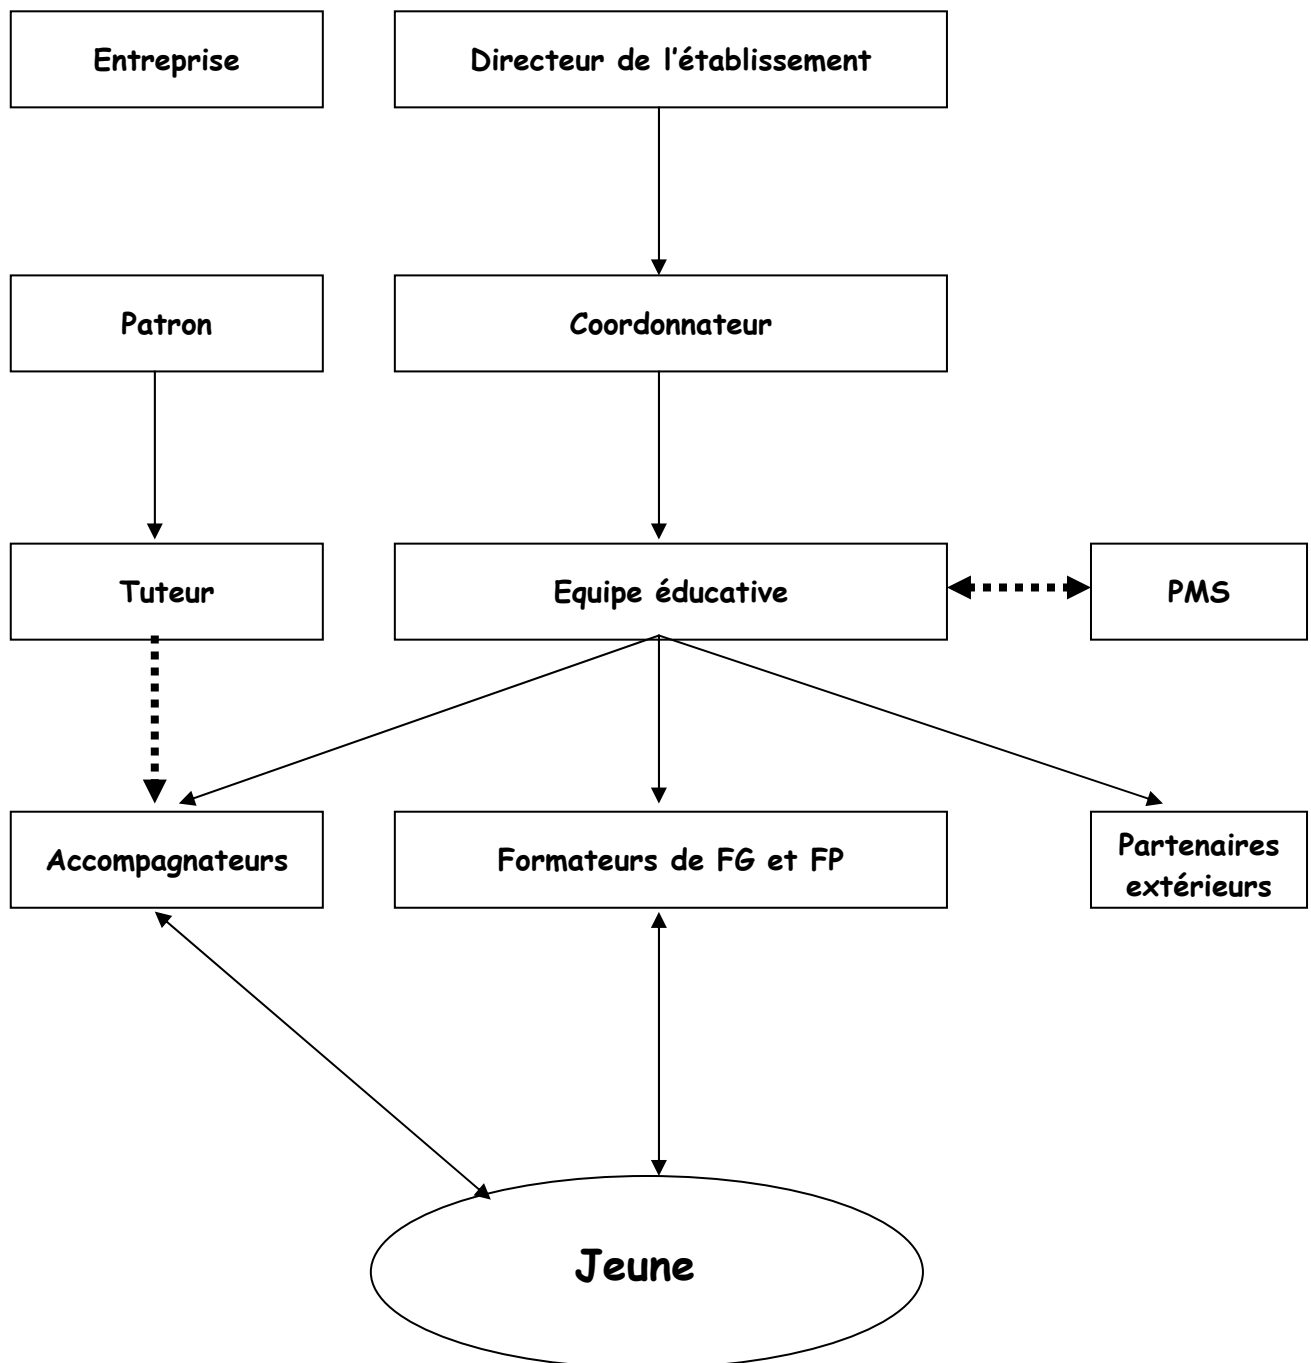 Entreprise
Directeur de l'établissement
Patron
Coordonnateur
Tuteur
Equipe éducative
PMS
Accompagnateurs
Formateurs de FG et FP
Partenaires
extérieurs
Jeune